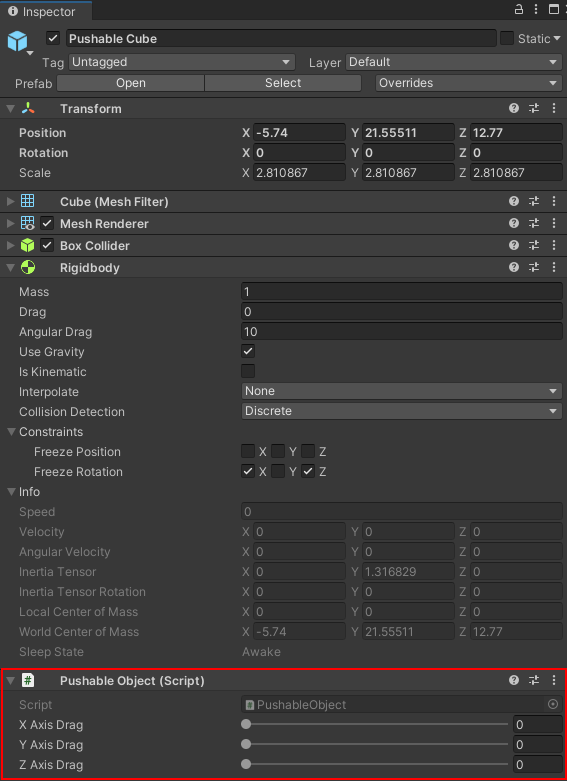 Inspector
Pushable Cube Static
Tag Untagged Layer Default
Prefab Open Select Overrides
Transform
Position X -5.74 Y 21.55511 Z 12.77
Rotation X 0 Y 0 Z 0
Scale X 2.810867 Y 2.810867 Z 2.810867
Cube (Mesh Filter)
Mesh Renderer
Box Collider
Rigidbody
Mass 1
Drag 0
Angular Drag 10
Use Gravity
Is Kinematic
Interpolate None
Collision Detection Discrete
Constraints
Freeze Position X Y Z
Freeze Rotation X Y Z
Info
Speed 0
Velocity X 0 Y 0 Z 0
Angular Velocity X 0 Y 0 Z 0
Inertia Tensor X 0 Y 1.316829 Z 0
Inertia Tensor Rotation X 0 Y 0 Z 0
Local Center of Mass X 0 Y 0 Z 0
World Center of Mass X -5.74 Y 21.55511 Z 12.77
Sleep State Awake
# Pushable Object (Script)
Script # PushableObject
X Axis Drag 0
Y Axis Drag 0
Z Axis Drag 0